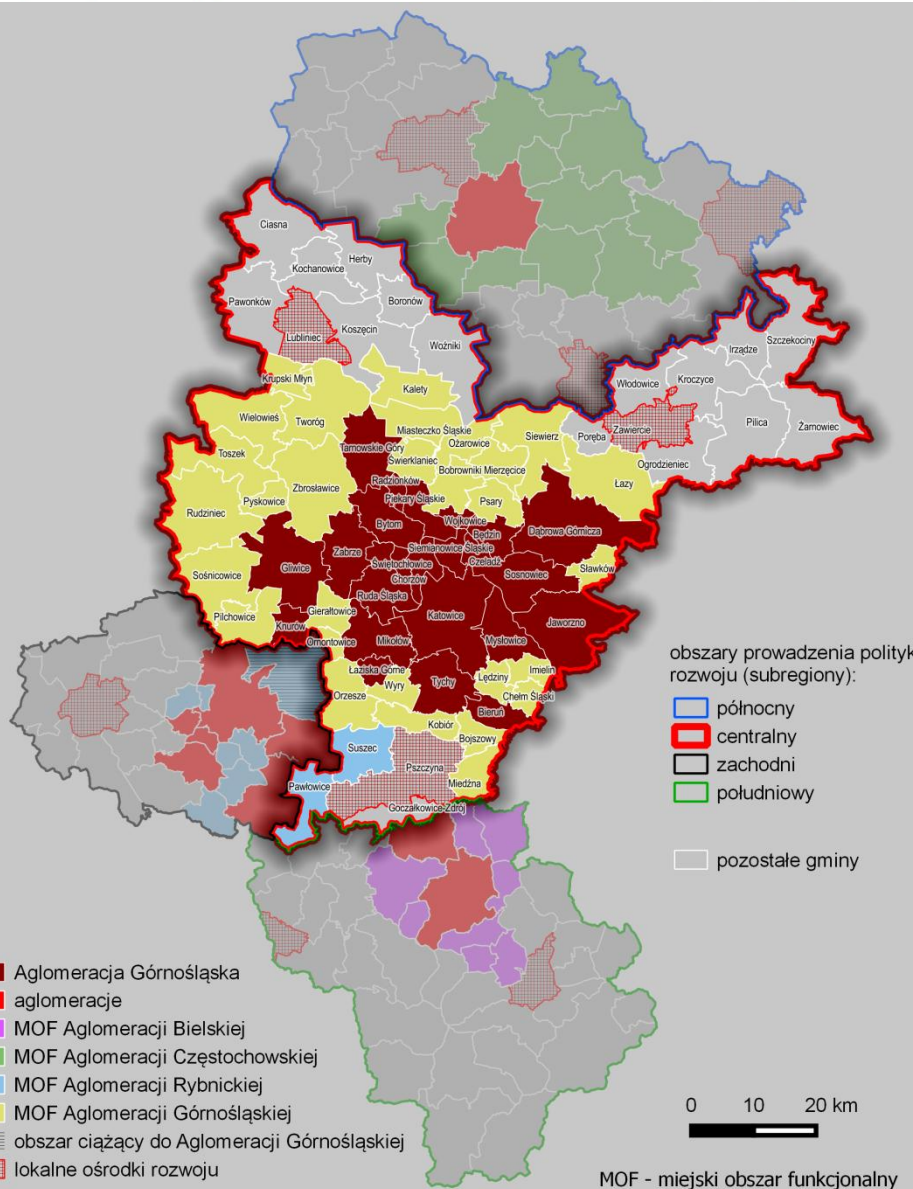 Ciasna
Herby
Kochanowice
Boronów
Pawonków
Koszęcin
Lubliniec
Woźniki
Szczekociny
Irządze
Kroczyce
Włodowice
Pilica
Żarnowiec
Zawiercie
Poręba
Ogrodzieniec
Krupski Młyn
Kalety
Wielowieś
Tworóg
Miasteczko Śląskie
Ożarowice
Siewierz
Toszek
Tarnowskie Góry
Świerklaniec
Bobrowniki
Mierzęcice
Łazy
Zbrosławice
Radzionków
Pyskowice
Piekary Śląskie
Psary
Rudziniec
Bytom
Wojkowice
Będzin
Dąbrowa Górnicza
Zabrze
Siemianowice Śląskie
Czeladź
Gliwice
Świętochłowice
Sławków
Chorzów
Sosnowiec
Sośnicowice
Ruda Śląska
Katowice
Gierałtowice
Pilchowice
Knurów
Jaworzno
Mikołów
Mysłowice
Ornontowice
Łaziska Górne
Imielin
Wyry
Tychy
Lędziny
Orzesze
Chełm Śląski
Bieruń
Kobiór
Bojszowy
Suszec
Pszczyna
Miedźna
Pawłowice
Goczałkowice-Zdrój
obszary prowadzenia polityk
rozwoju (subregiony):
północny
centralny
zachodni
południowy
pozostałe gminy
Aglomeracja Górnośląska
aglomeracje
MOF Aglomeracji Bielskiej
MOF Aglomeracji Częstochowskiej
MOF Aglomeracji Rybnickiej
MOF Aglomeracji Górnośląskiej
obszar ciążący do Aglomeracji Górnośląskiej
lokalne ośrodki rozwoju
0 10 20 km
MOF - miejski obszar funkcjonalny